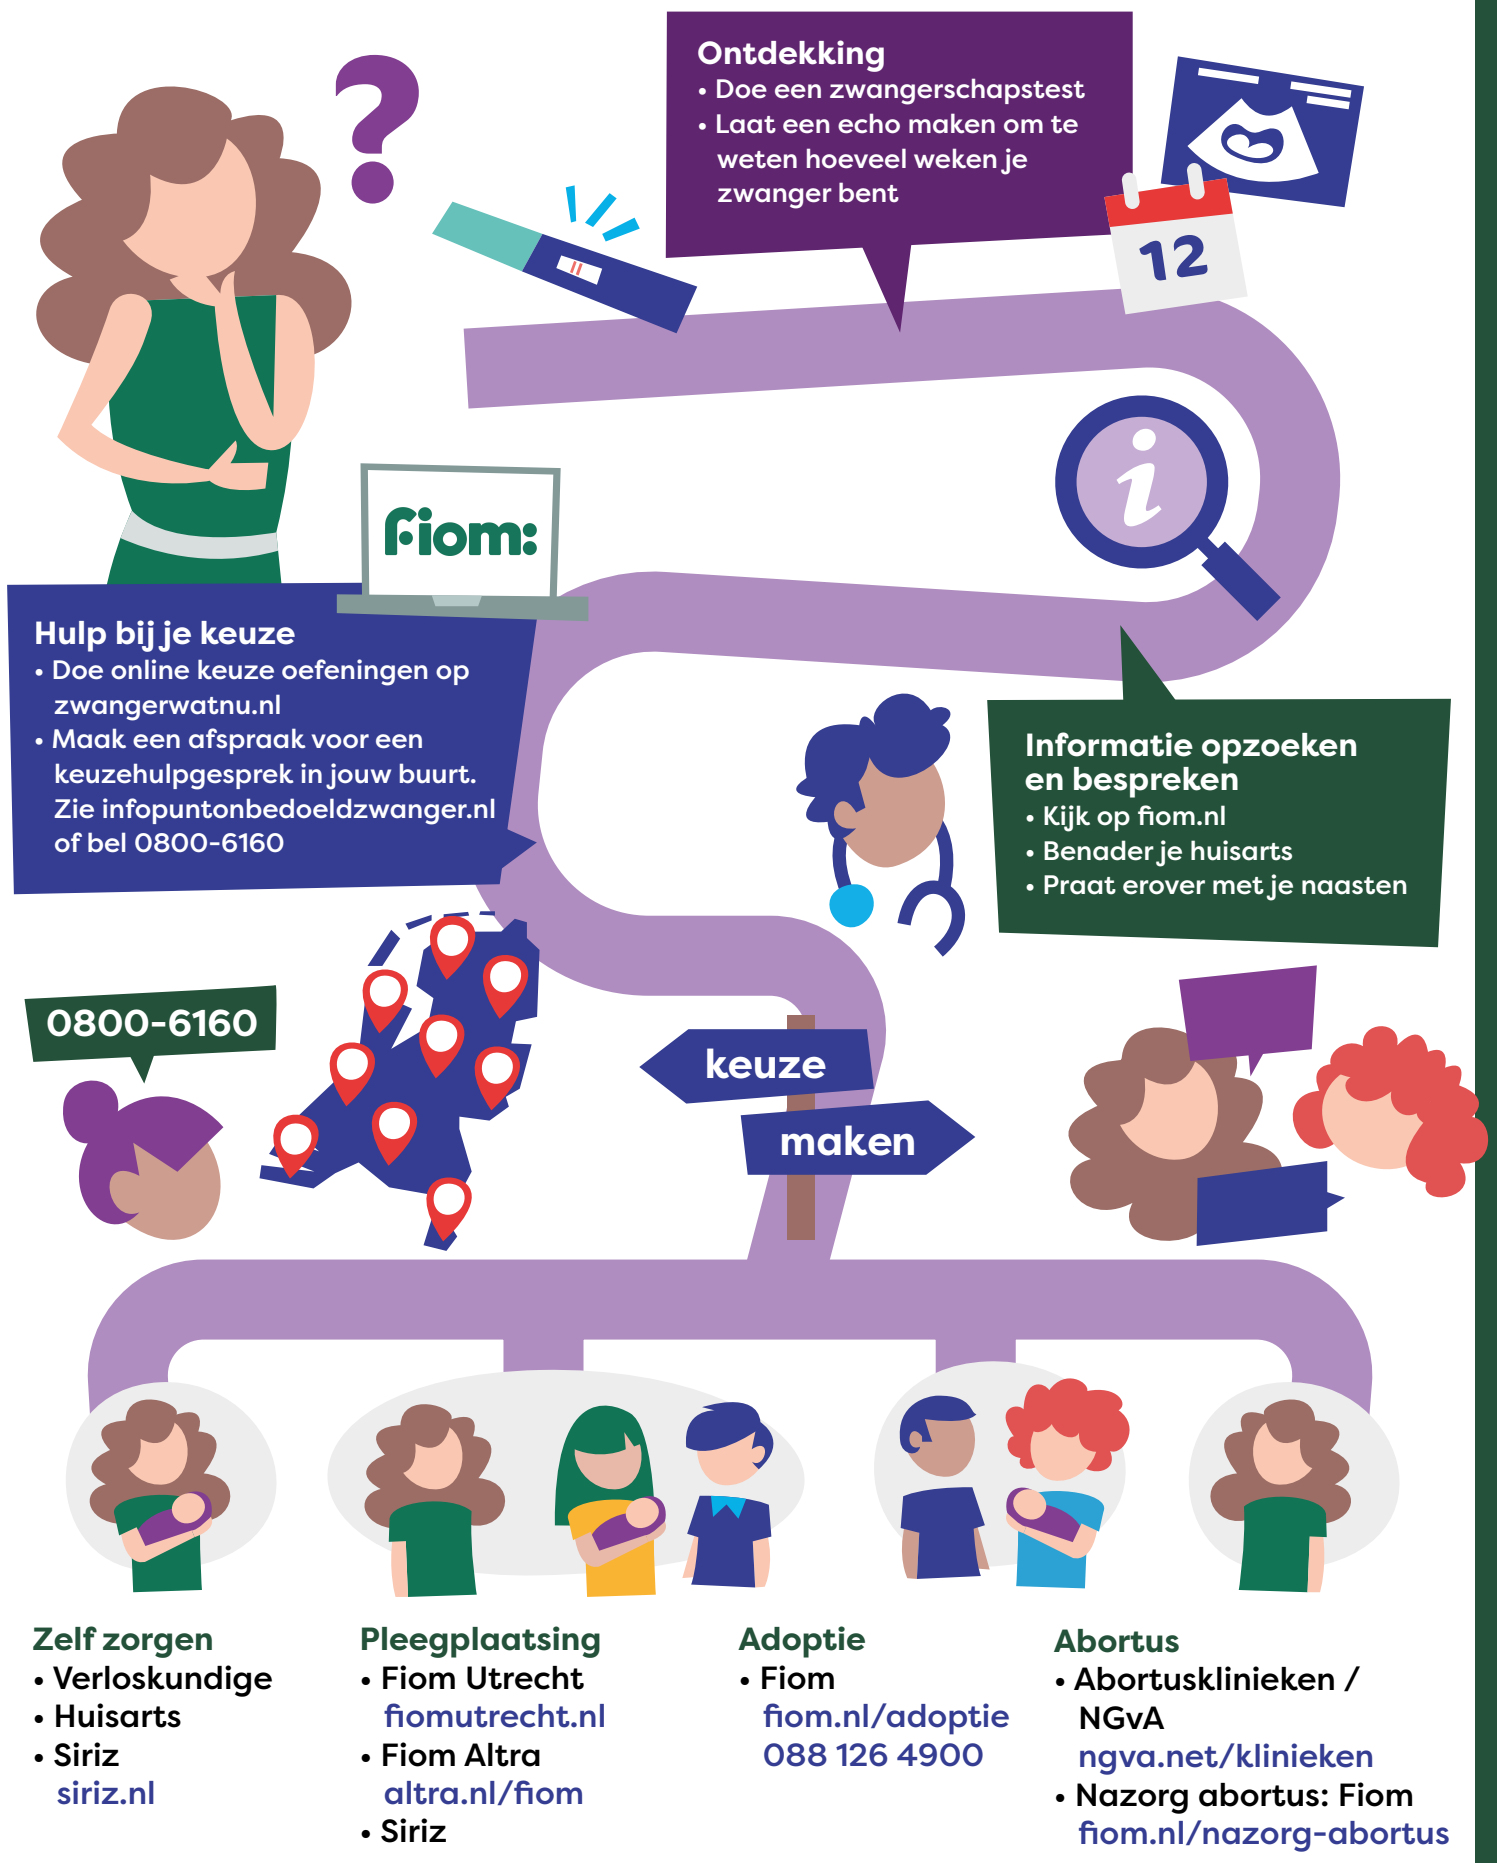 Ontdekking
• Doe een zwangerschapstest
• Laat een echo maken om te
weten hoeveel weken je
zwanger bent
12
i
fiom:
Hulp bij je keuze
• Doe online keuze oefeningen op
zwangerwatnu.nl
• Maak een afspraak voor een
keuzehulpgesprek in jouw buurt.
Zie infopuntonbedoeldzwanger.nl
of bel 0800-6160
Informatie opzoeken
en bespreken
• Kijk op fiom.nl
• Benader je huisarts
• Praat erover met je naasten
0800-6160
keuze
maken
Zelf zorgen
• Verloskundige
• Huisarts
• Siriz
siriz.nl
Pleegplaatsing
• Fiom Utrecht
fiomutrecht.nl
• Fiom Altra
altra.nl/fiom
• Siriz
Adoptie
• Fiom
fiom.nl/adoptie
088 126 4900
Abortus
• Abortusklinieken /
NGvA
ngva.net/klinieken
• Nazorg abortus: Fiom
fiom.nl/nazorg-abortus